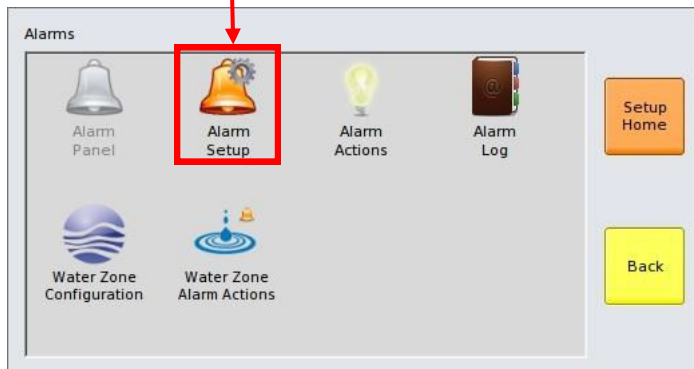 Alarms
Alarm
Panel
Alarm
Setup
Alarm
Actions
Alarm
Log
Setup
Home
Water Zone
Configuration
Water Zone
Alarm Actions
Back